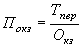 П_окз = Т_пер / О_кз